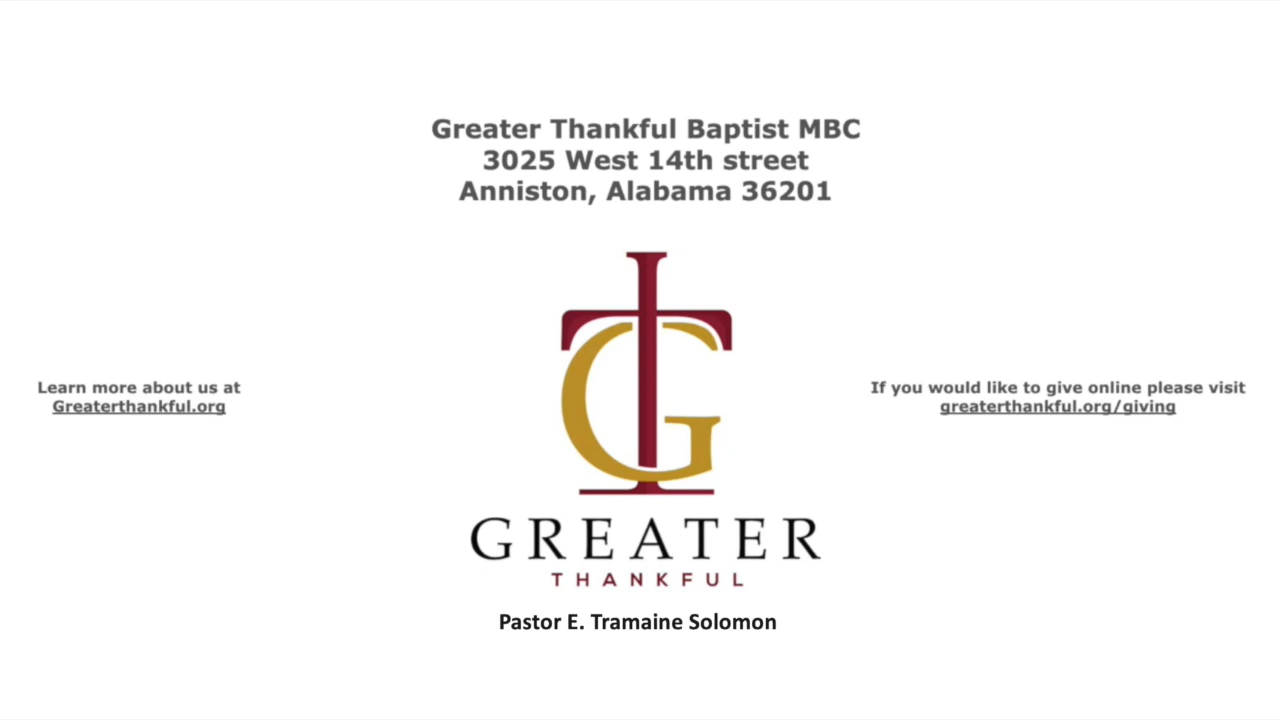 Greater Thankful Baptist MBC
3025 West 14th street
Anniston, Alabama 36201
Learn more about us at
Greaterthankful.org
If you would like to give online please visit
greaterthankful.org/giving
TG
GREATER
THANKFUL
Pastor E. Tramaine Solomon